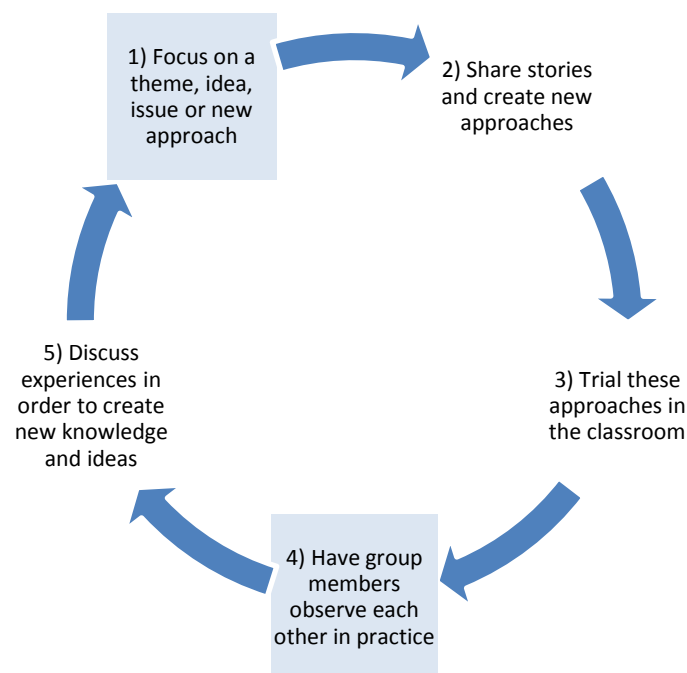 1) Focus on a
theme, idea,
issue or new
approach
2) Share stories
and create new
approaches
3) Trial these
approaches in
the classroom
4) Have group
members
observe each
other in practice
5) Discuss
experiences in
order to create
new knowledge
and ideas